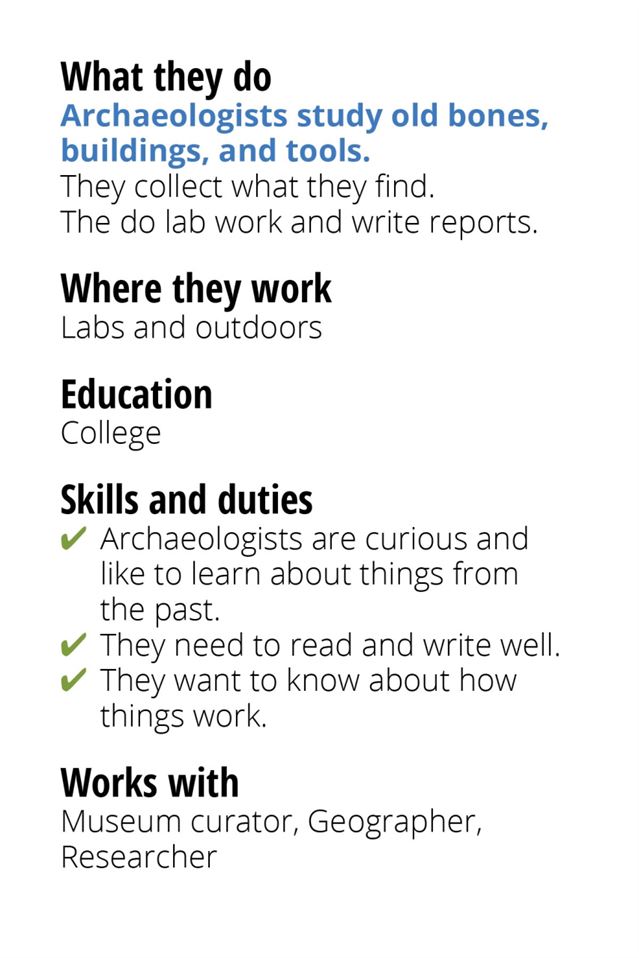 What they do
Archaeologists study old bones,
buildings, and tools.
They collect what they find.
The do lab work and write reports.
Where they work
Labs and outdoors
Education
College
Skills and duties
✔ Archaeologists are curious and
like to learn about things from
the past.
✔ They need to read and write well.
✔ They want to know about how
things work.
Works with
Museum curator, Geographer,
Researcher